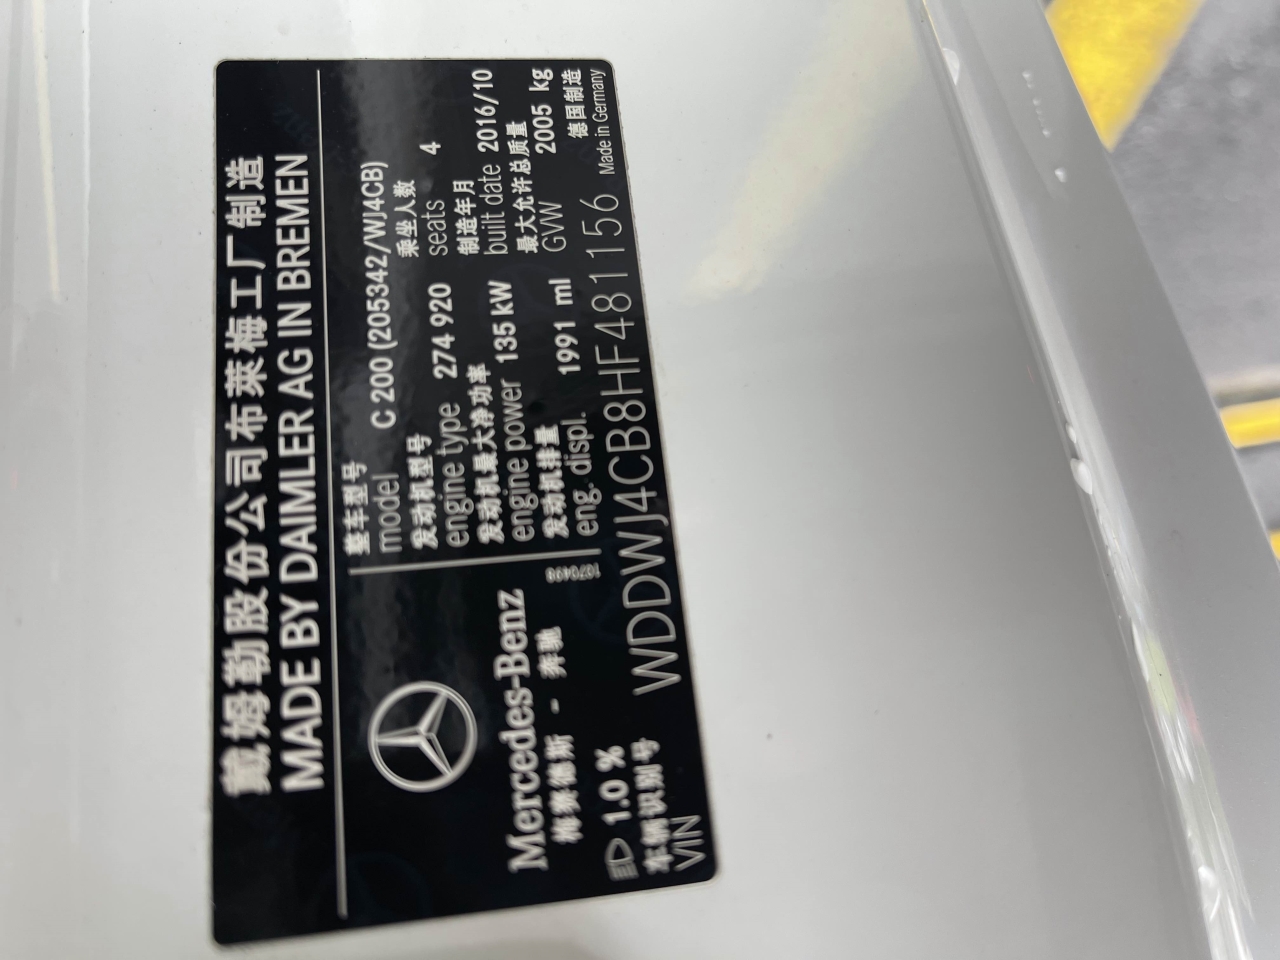 戴姆勒股份公司布莱梅工厂制造
MADE BY DAIMLER AG IN BREMEN
整车型号
model C 200 (205342/WJ4CB)
发动机型号 乘坐人数
engine type 274 920 seats 4
发动机最大净功率 制造年月
engine power 135 kW built date 2016/10
发动机排量 最大允许总质量
eng. displ. 1991 ml GVW 2005 kg
Mercedes-Benz
梅赛德斯 - 奔驰
德国制造
Made in Germany
1.0 %
车辆识别号
VIN WDDWJ4CB8HF481156